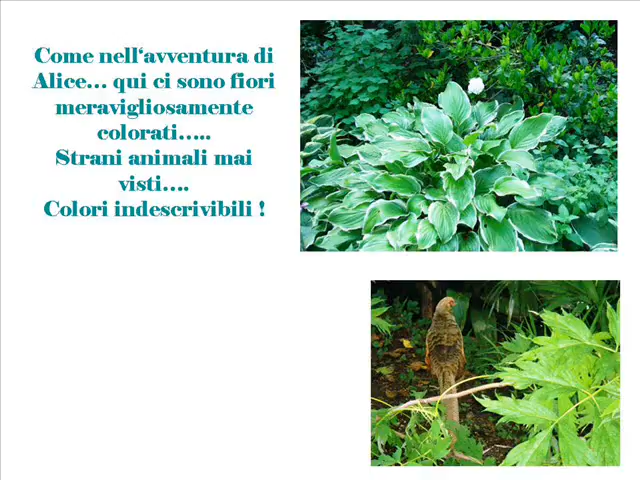 Come nell‘avventura di
Alice… qui ci sono fiori
meravigliosamente
colorati…..
Strani animali mai
visti….
Colori indescrivibili !